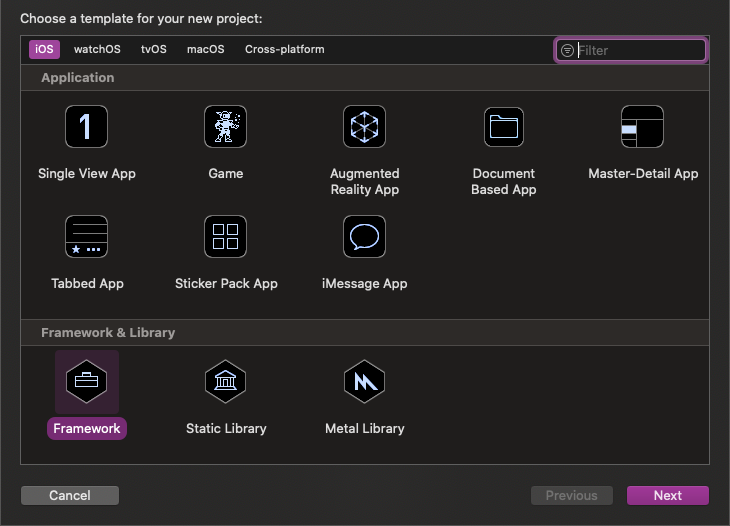 Choose a template for your new project:
iOS watchOS tvOS macOS Cross-platform Filter
Application
1
Single View App Game Augmented Reality App Document Based App Master-Detail App
Tabbed App Sticker Pack App iMessage App
Framework & Library
Framework Static Library Metal Library
Cancel Previous Next